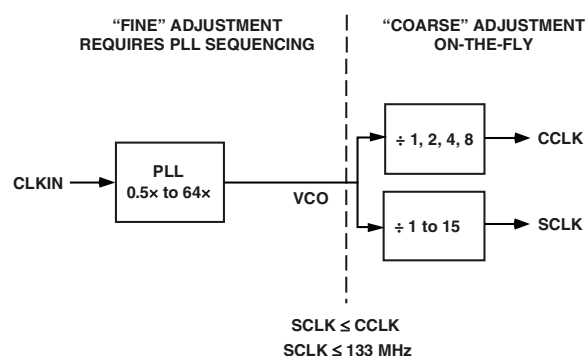 “FINE” ADJUSTMENT
REQUIRES PLL SEQUENCING
“COARSE” ADJUSTMENT
ON-THE-FLY
CLKIN
PLL
0.5× to 64×
VCO
÷ 1, 2, 4, 8
CCLK
÷ 1 to 15
SCLK
SCLK ≤ CCLK
SCLK ≤ 133 MHz